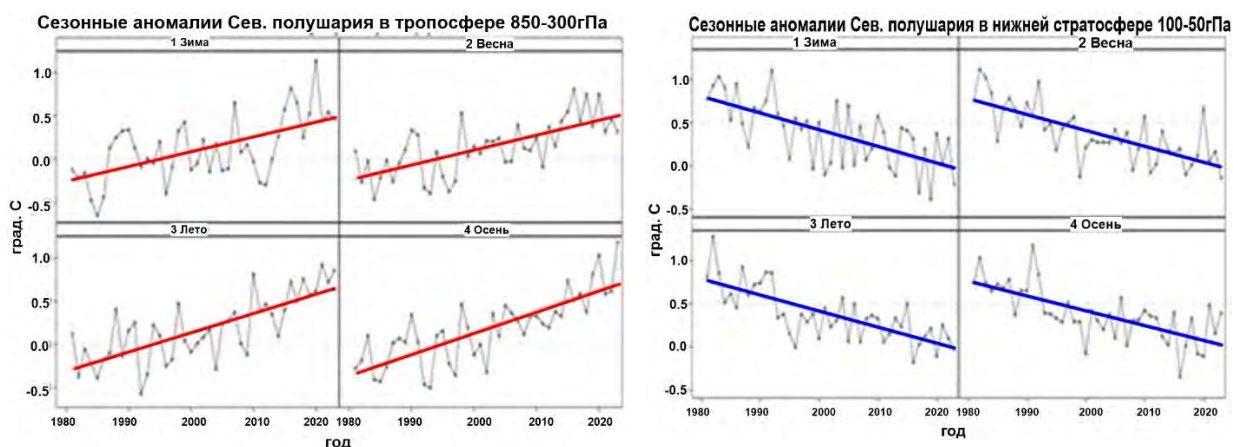 Сезонные аномалии Сев. полушария в тропосфере 850-300гПа
1 Зима
2 Весна
1.0
0.5
0.0
-0.5
3 Лето
4 Осень
1.0
0.5
0.0
-0.5
град. С
1980 1990 2000 2010 2020 1980 1990 2000 2010 2020
год
Сезонные аномалии Сев. полушария в нижней стратосфере 100-50гПа
1 Зима
2 Весна
1.0
0.5
0.0
-0.5
3 Лето
4 Осень
1.0
0.5
0.0
-0.5
град. С
1980 1990 2000 2010 2020 1980 1990 2000 2010 2020
год